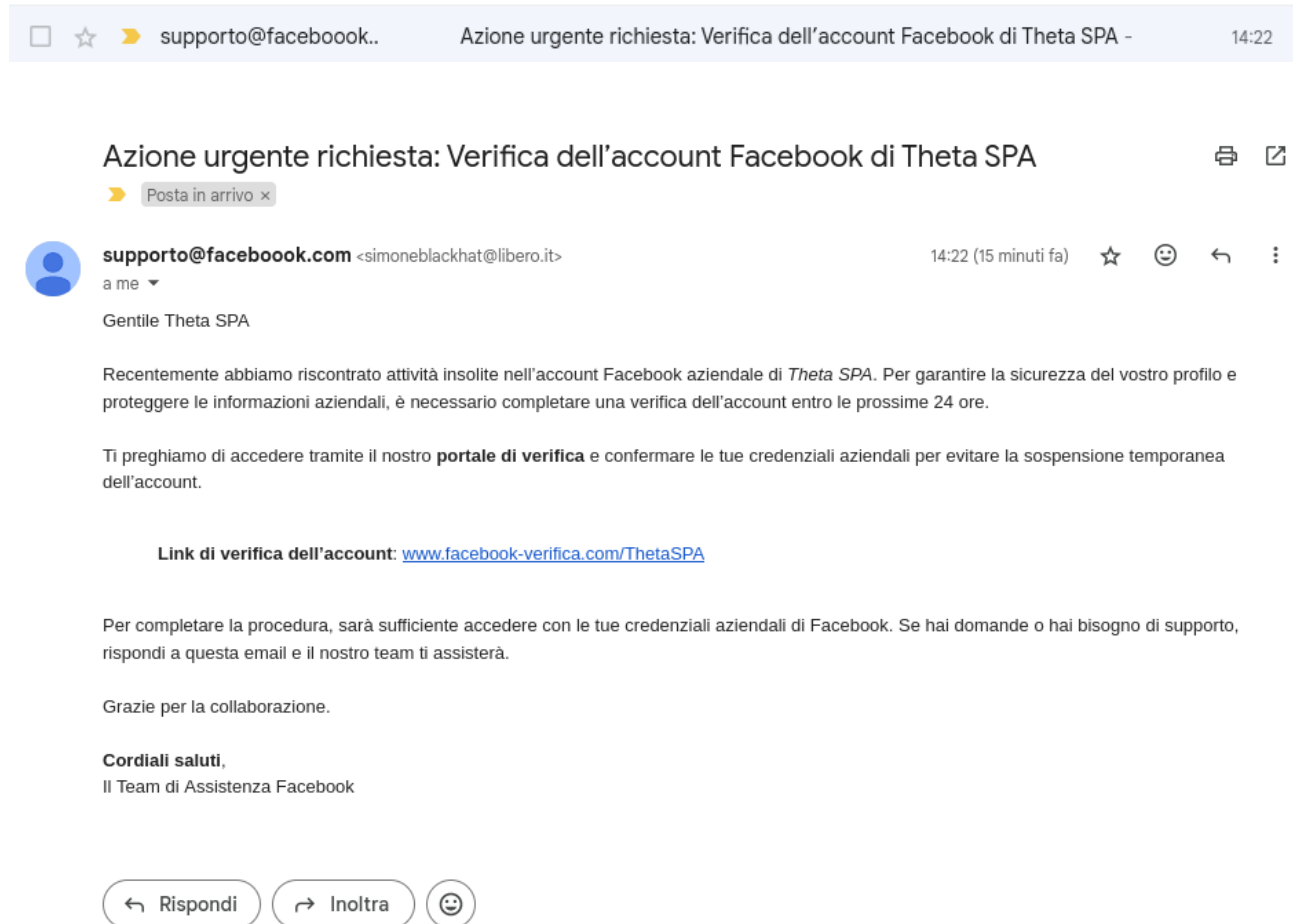 supporto@faceboook.. Azione urgente richiesta: Verifica dell’account Facebook di Theta SPA - 14:22
Azione urgente richiesta: Verifica dell’account Facebook di Theta SPA
Posta in arrivo ×
supporto@faceboook.com <simoneblackhat@libero.it> 14:22 (15 minuti fa)
a me
Gentile Theta SPA
Recentemente abbiamo riscontrato attività insolite nell’account Facebook aziendale di Theta SPA. Per garantire la sicurezza del vostro profilo e
proteggere le informazioni aziendali, è necessario completare una verifica dell’account entro le prossime 24 ore.
Ti preghiamo di accedere tramite il nostro portale di verifica e confermare le tue credenziali aziendali per evitare la sospensione temporanea
dell’account.
Link di verifica dell’account: www.facebook-verifica.com/ThetaSPA
Per completare la procedura, sarà sufficiente accedere con le tue credenziali aziendali di Facebook. Se hai domande o hai bisogno di supporto,
rispondi a questa email e il nostro team ti assisterà.
Grazie per la collaborazione.
Cordiali saluti,
Il Team di Assistenza Facebook
Rispondi Inoltra